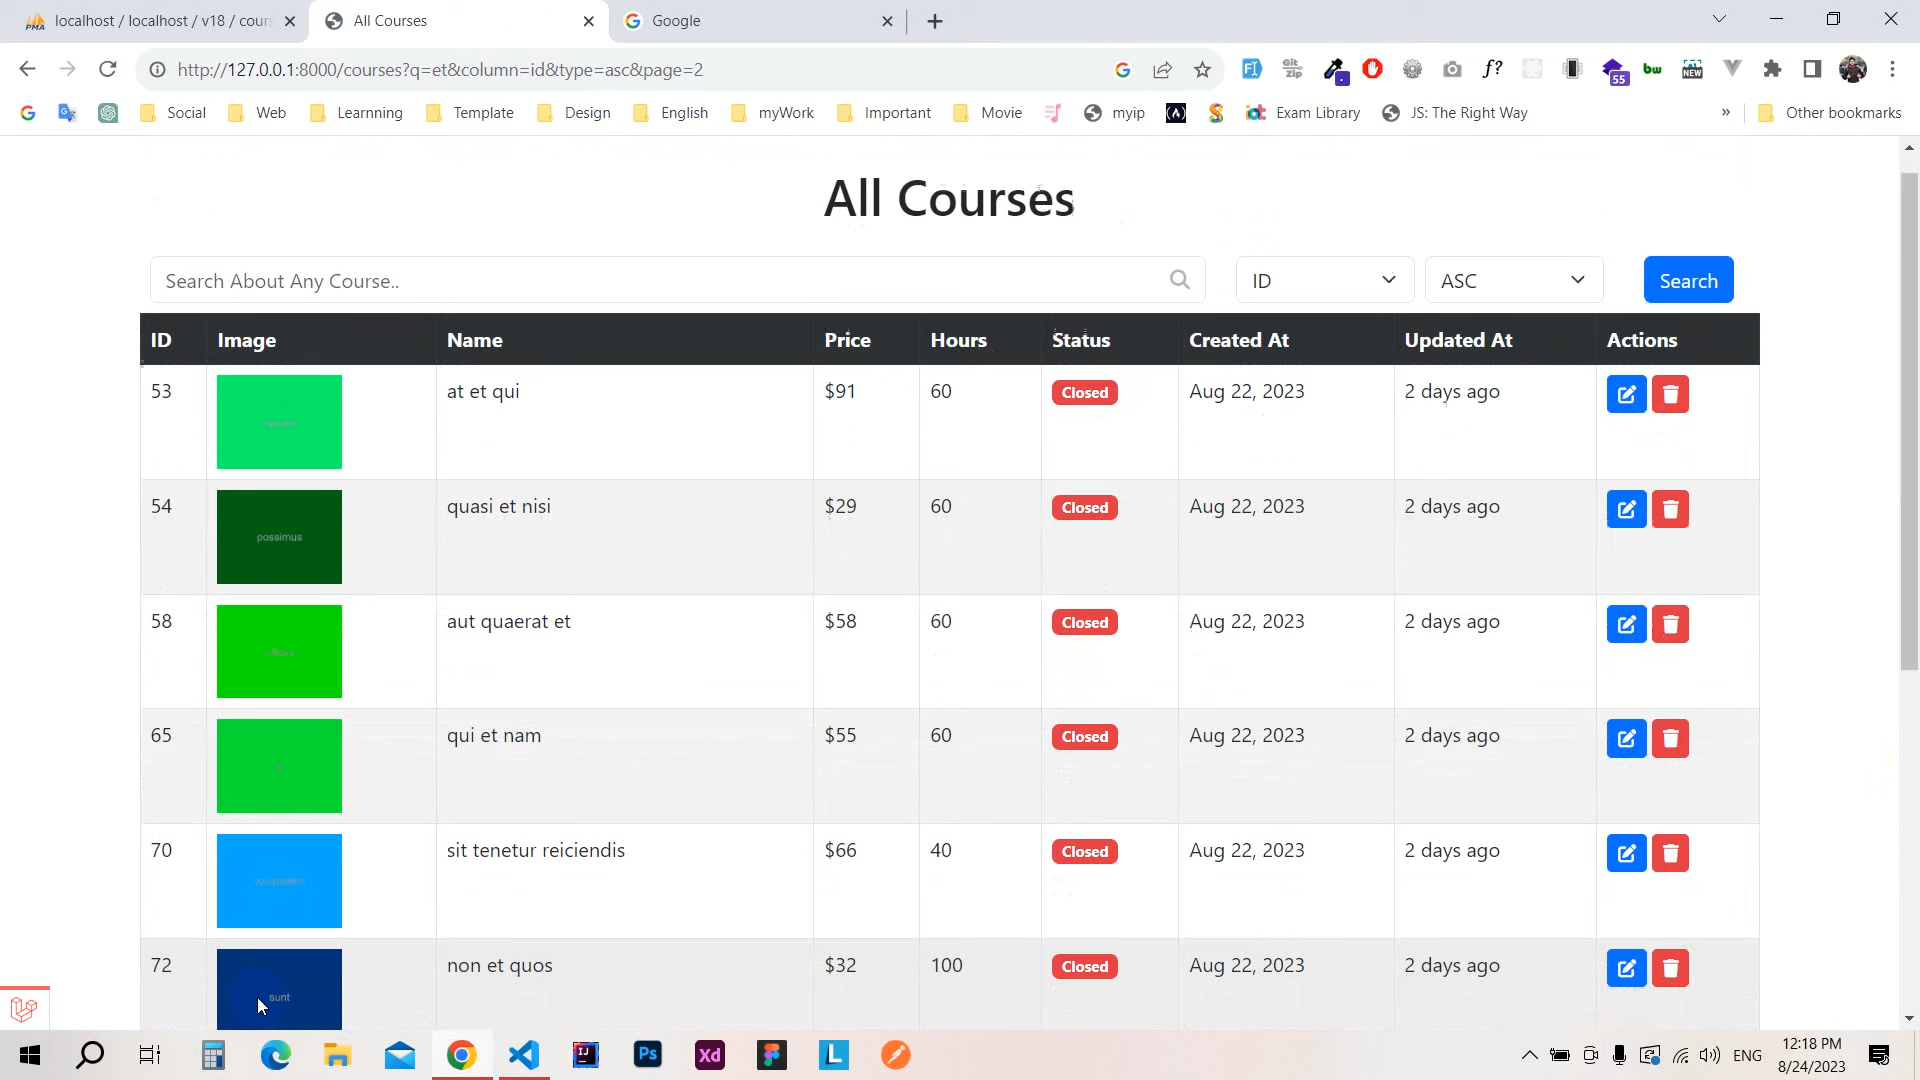 localhost / localhost / v18 / cour
All Courses
Google
http://127.0.0.1:8000/courses?q=et&column=id&type=asc&page=2
55
NEW
Social
Web
Learnning
Template
Design
English
myWork
Important
Movie
myip
Exam Library
JS: The Right Way
»
Other bookmarks
All Courses
Search About Any Course..
ID
ASC
Search
ID Image Name Price Hours Status Created At Updated At Actions
53 at et qui $91 60 Closed Aug 22, 2023 2 days ago
54 possimus quasi et nisi $29 60 Closed Aug 22, 2023 2 days ago
58 aut quaerat et $58 60 Closed Aug 22, 2023 2 days ago
65 qui et nam $55 60 Closed Aug 22, 2023 2 days ago
70 sit tenetur reiciendis $66 40 Closed Aug 22, 2023 2 days ago
72 sunt non et quos $32 100 Closed Aug 22, 2023 2 days ago
ENG
12:18 PM
8/24/2023